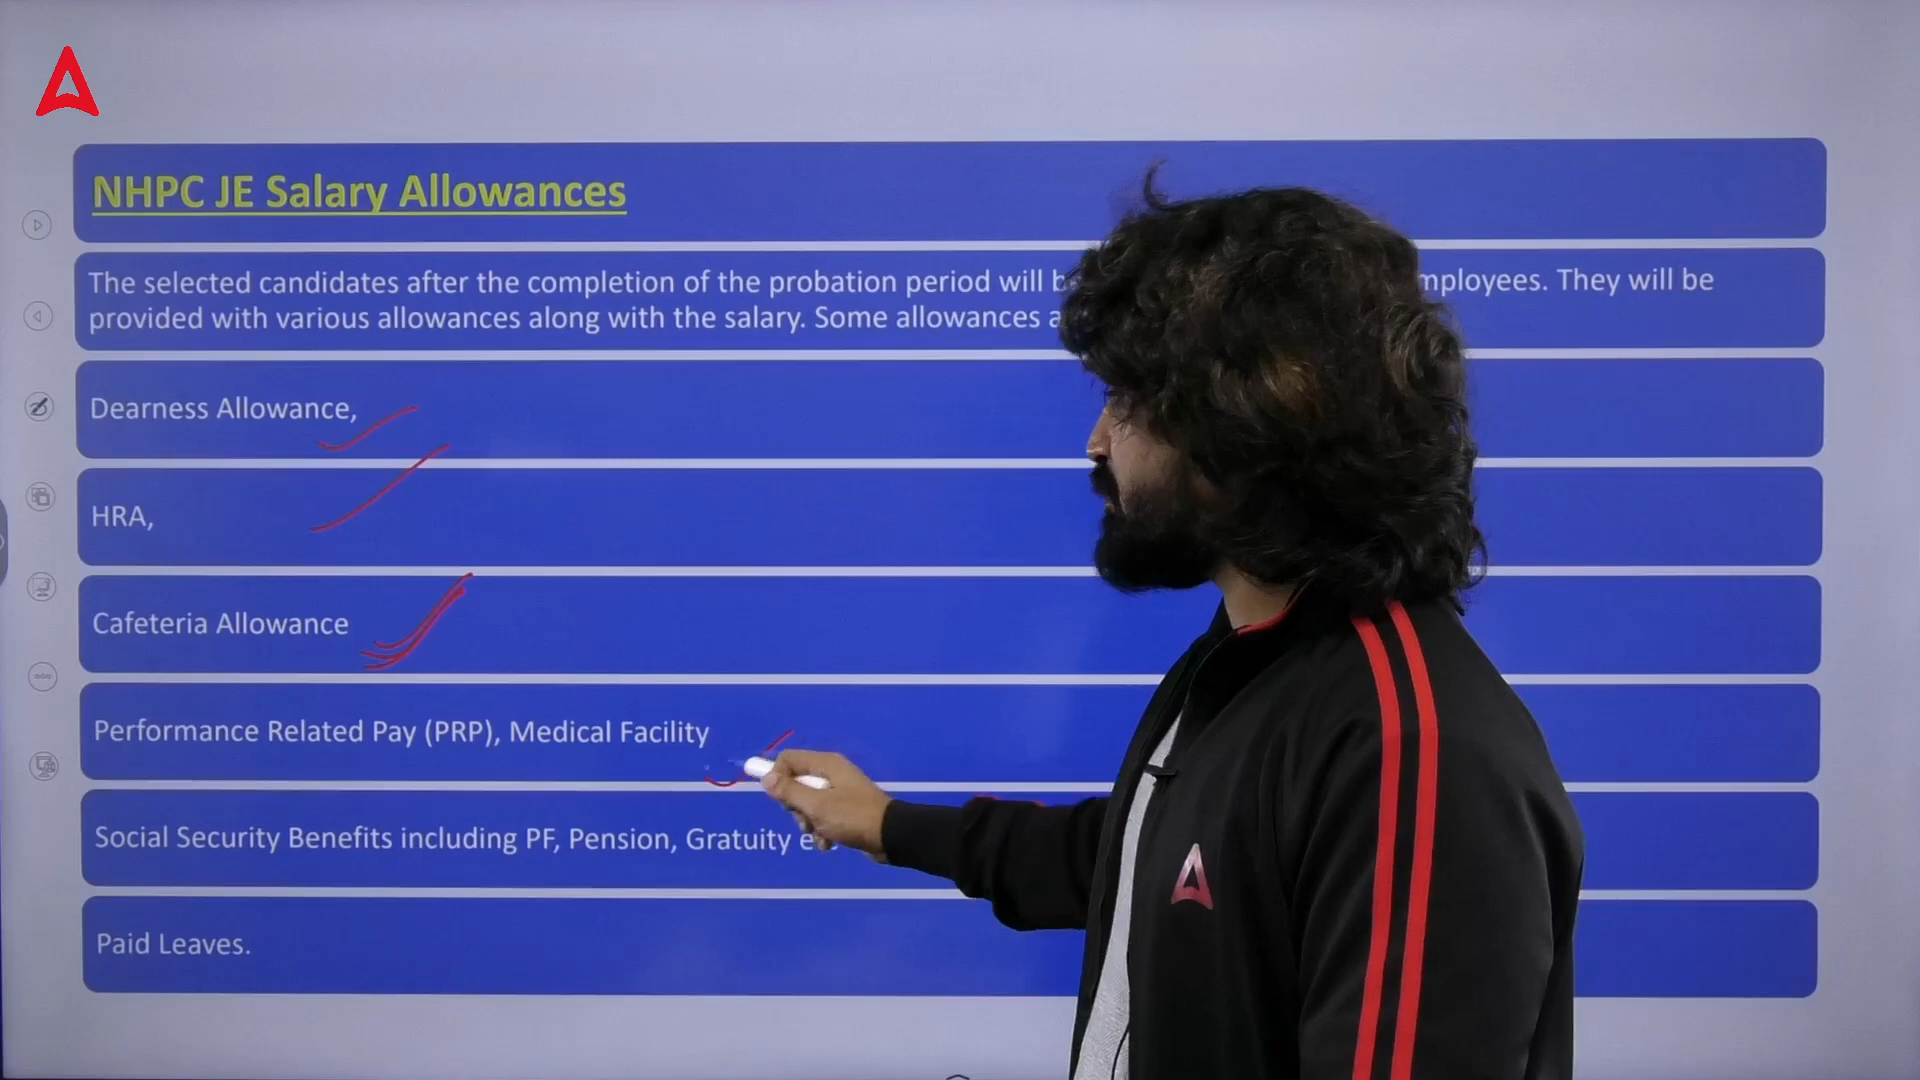 NHPC JE Salary Allowances
The selected candidates after the completion of the probation period will employees. They will be
provided with various allowances along with the salary. Some allowances
Dearness Allowance,
HRA,
Cafeteria Allowance
Performance Related Pay (PRP), Medical Facility
Social Security Benefits including PF, Pension, Gratuity
Paid Leaves.